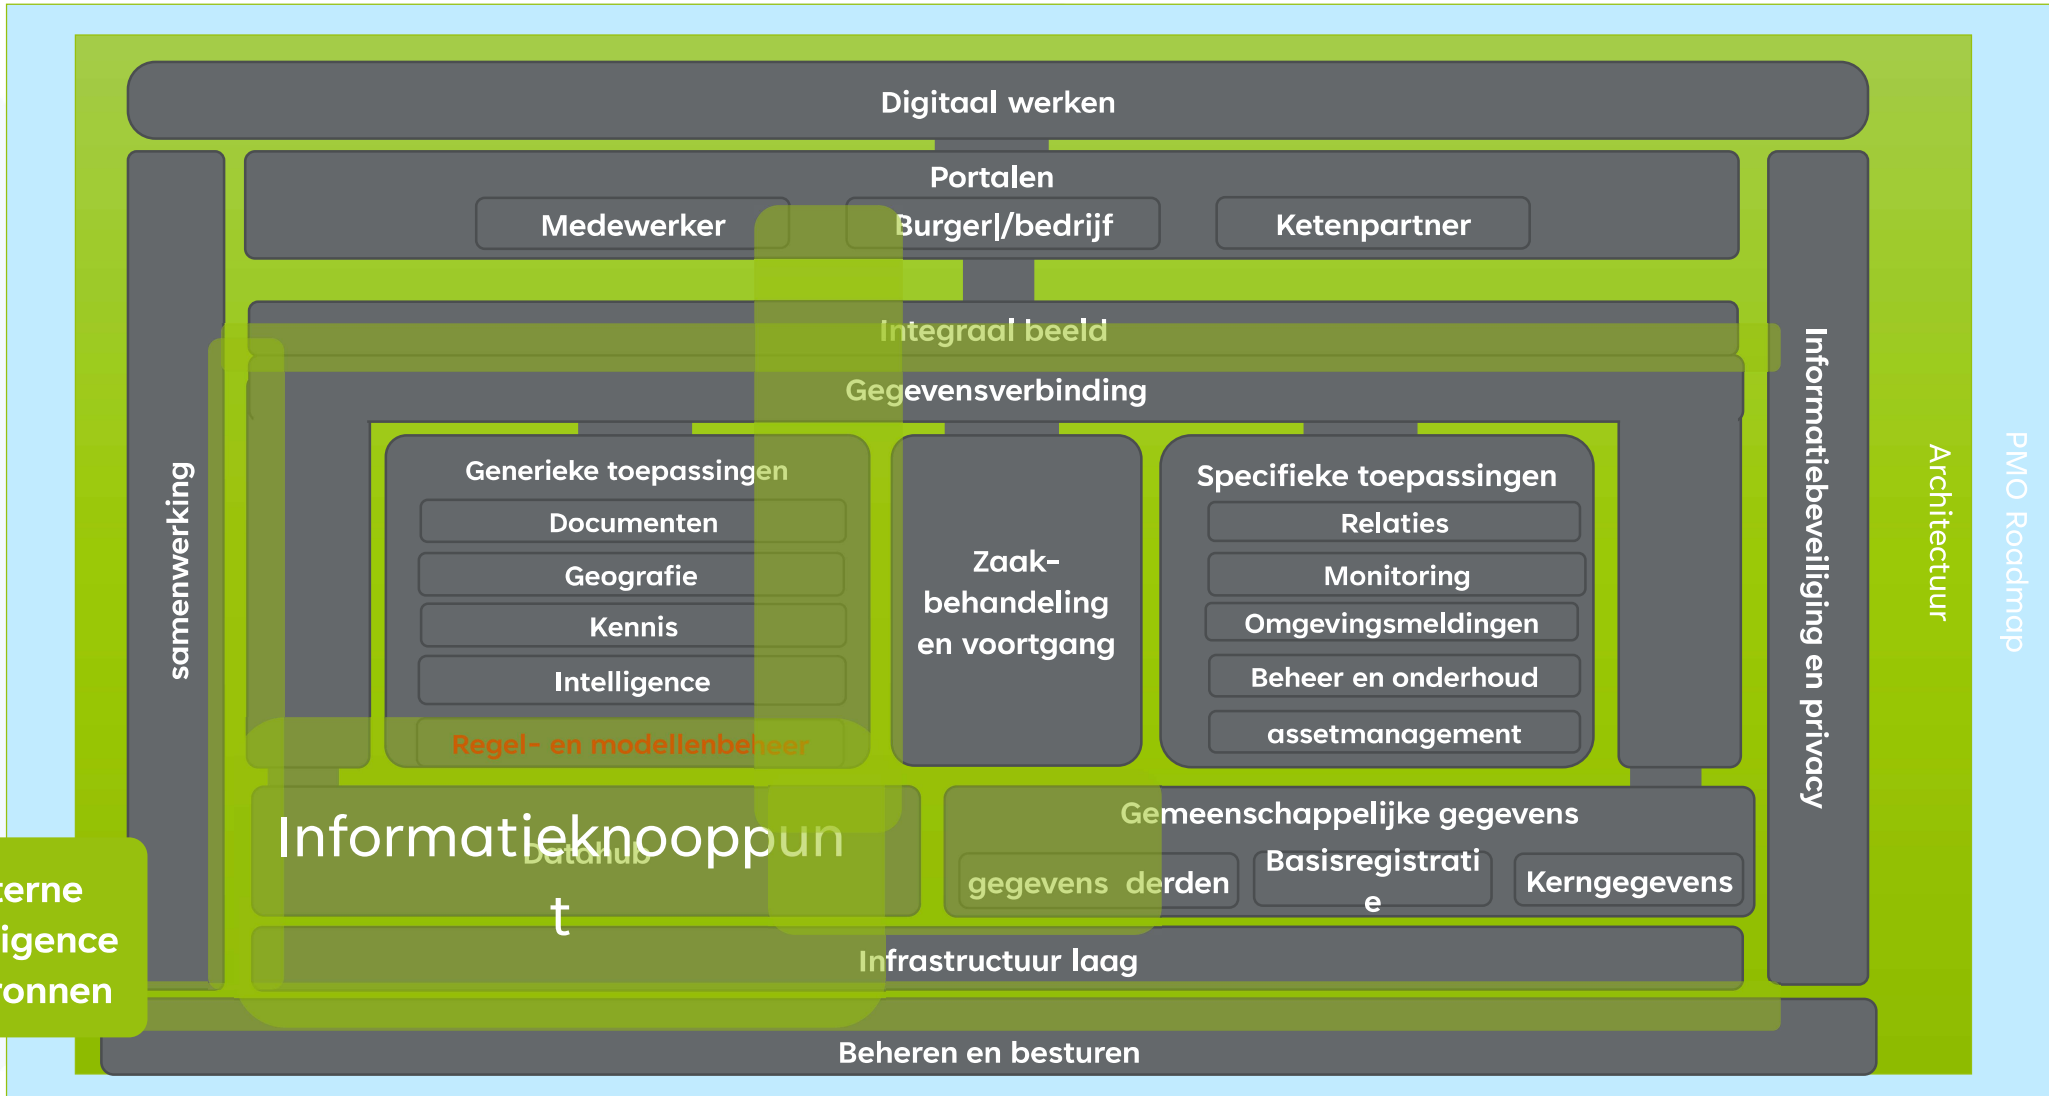 Digitaal werken
Portalen
Medewerker
Burger|/bedrijf
Ketenpartner
Integraal beeld
Gegevensverbinding
samenwerking
Generieke toepassingen
Documenten
Geografie
Kennis
Intelligence
Regel- en modellenbeheer
Zaak-
behandeling
en voortgang
Specifieke toepassingen
Relaties
Monitoring
Omgevingsmeldingen
Beheer en onderhoud
assetmanagement
Informatiebeveiliging en privacy
Architectuur
PMO Roadmap
Informatieknooppun
t
Datahub
Gemeenschappelijke gegevens
gegevens derden
Basisregistrati
e
Kerngegevens
terne
igence
ronnen
Infrastructuur laag
Beheren en besturen